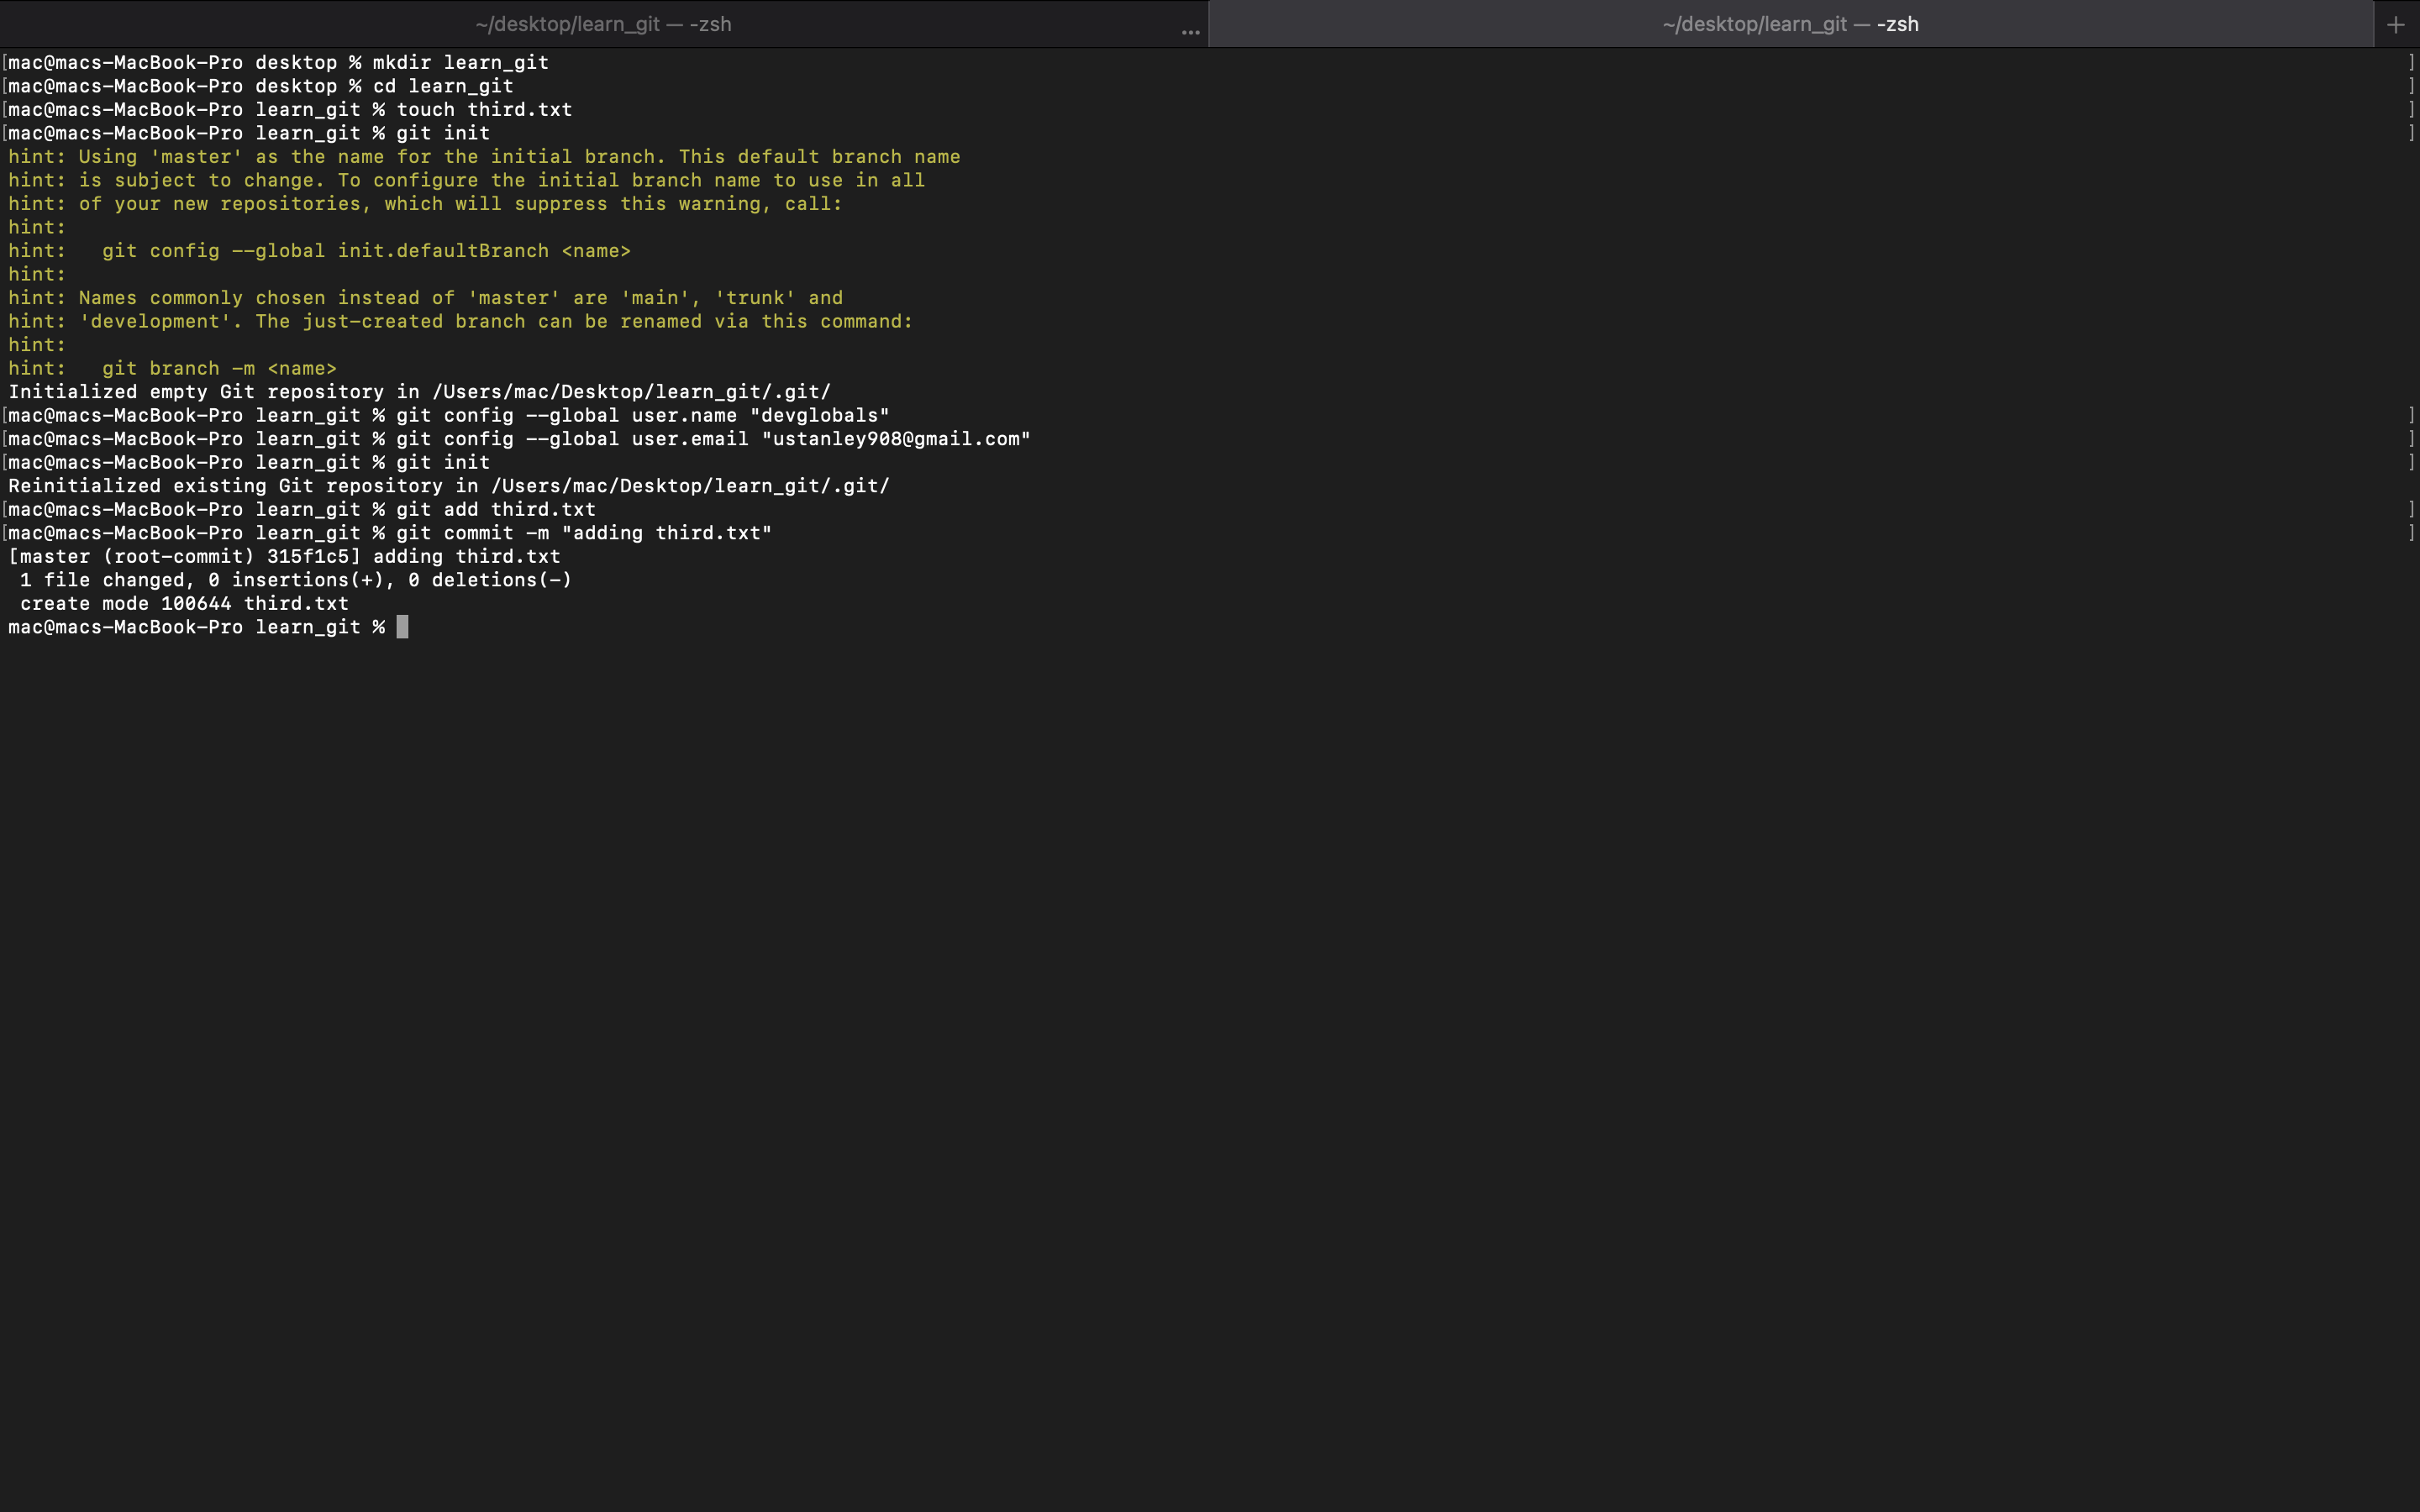 ~/desktop/learn_git — -zsh ... ~/desktop/learn_git — -zsh +
[mac@macs-MacBook-Pro desktop % mkdir learn_git ]
[mac@macs-MacBook-Pro desktop % cd learn_git ]
[mac@macs-MacBook-Pro learn_git % touch third.txt ]
[mac@macs-MacBook-Pro learn_git % git init ]
hint: Using 'master' as the name for the initial branch. This default branch name
hint: is subject to change. To configure the initial branch name to use in all
hint: of your new repositories, which will suppress this warning, call:
hint:
hint:   git config --global init.defaultBranch <name>
hint:
hint: Names commonly chosen instead of 'master' are 'main', 'trunk' and
hint: 'development'. The just-created branch can be renamed via this command:
hint:
hint:   git branch -m <name>
Initialized empty Git repository in /Users/mac/Desktop/learn_git/.git/
[mac@macs-MacBook-Pro learn_git % git config --global user.name "devglobals" ]
[mac@macs-MacBook-Pro learn_git % git config --global user.email "ustanley908@gmail.com" ]
[mac@macs-MacBook-Pro learn_git % git init ]
Reinitialized existing Git repository in /Users/mac/Desktop/learn_git/.git/
[mac@macs-MacBook-Pro learn_git % git add third.txt ]
[mac@macs-MacBook-Pro learn_git % git commit -m "adding third.txt" ]
[master (root-commit) 315f1c5] adding third.txt
 1 file changed, 0 insertions(+), 0 deletions(-)
 create mode 100644 third.txt
mac@macs-MacBook-Pro learn_git %